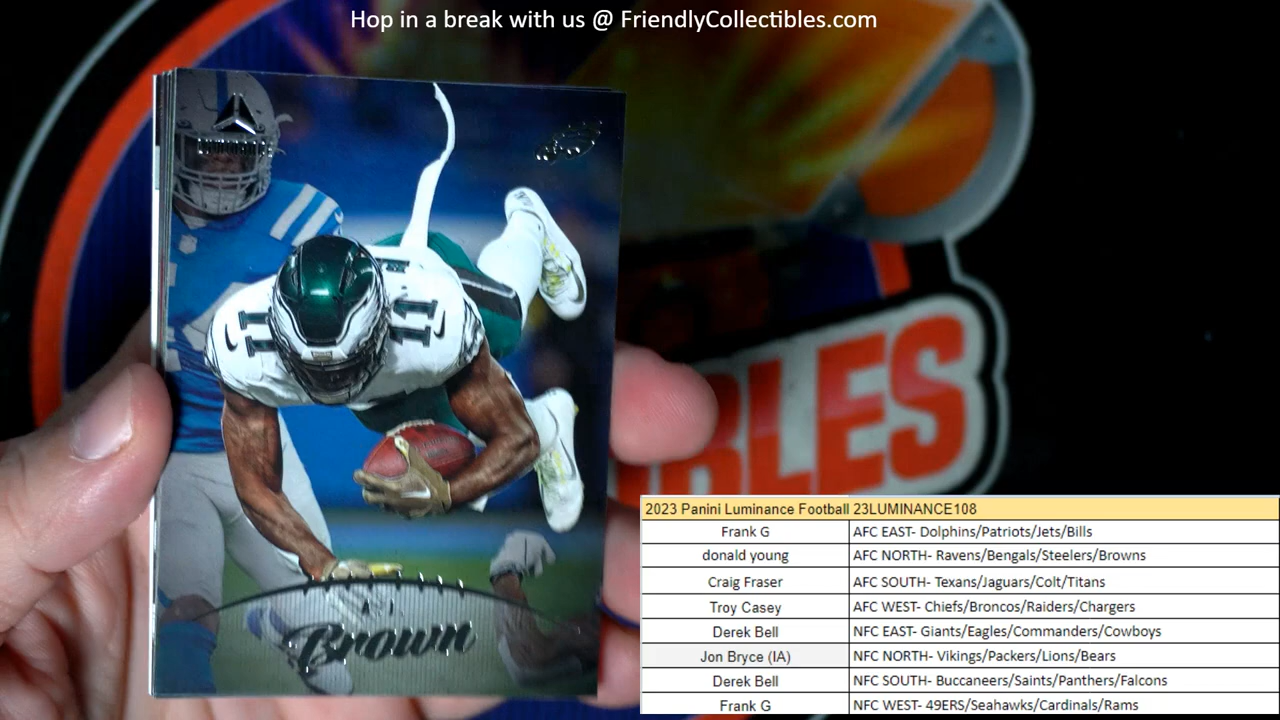 Hop in a break with us @ FriendlyCollectibles.com
LUMINANCE
11 11
A.J.
Brown
BLES
2023 Panini Luminance Football 23LUMINANCE108
Frank G AFC EAST- Dolphins/Patriots/Jets/Bills
donald young AFC NORTH- Ravens/Bengals/Steelers/Browns
Craig Fraser AFC SOUTH- Texans/Jaguars/Colt/Titans
Troy Casey AFC WEST- Chiefs/Broncos/Raiders/Chargers
Derek Bell NFC EAST- Giants/Eagles/Commanders/Cowboys
Jon Bryce (IA) NFC NORTH- Vikings/Packers/Lions/Bears
Derek Bell NFC SOUTH- Buccaneers/Saints/Panthers/Falcons
Frank G NFC WEST- 49ERS/Seahawks/Cardinals/Rams